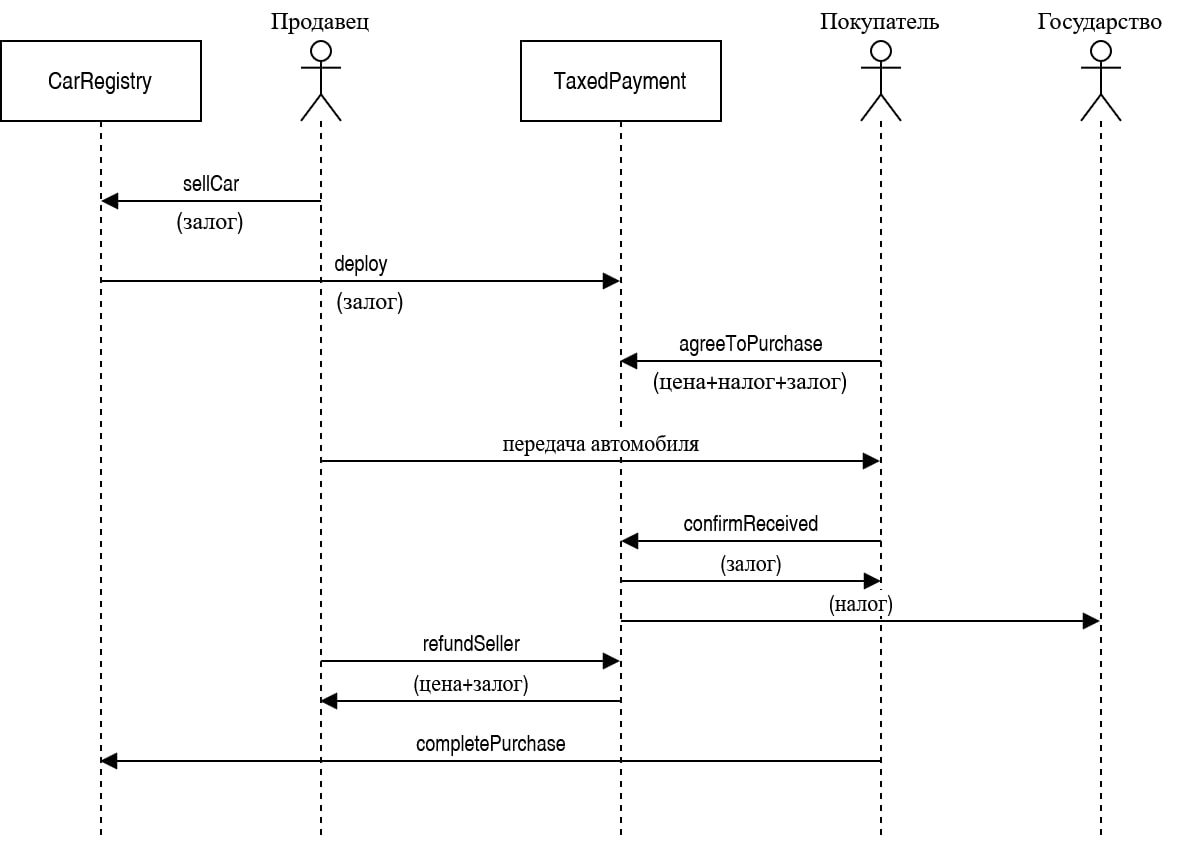 Продавец
Покупатель
Государство
CarRegistry
TaxedPayment
sellCar
(залог)
deploy
(залог)
agreeToPurchase
(цена+налог+залог)
передача автомобиля
confirmReceived
(залог)
(налог)
refundSeller
(цена+залог)
completePurchase